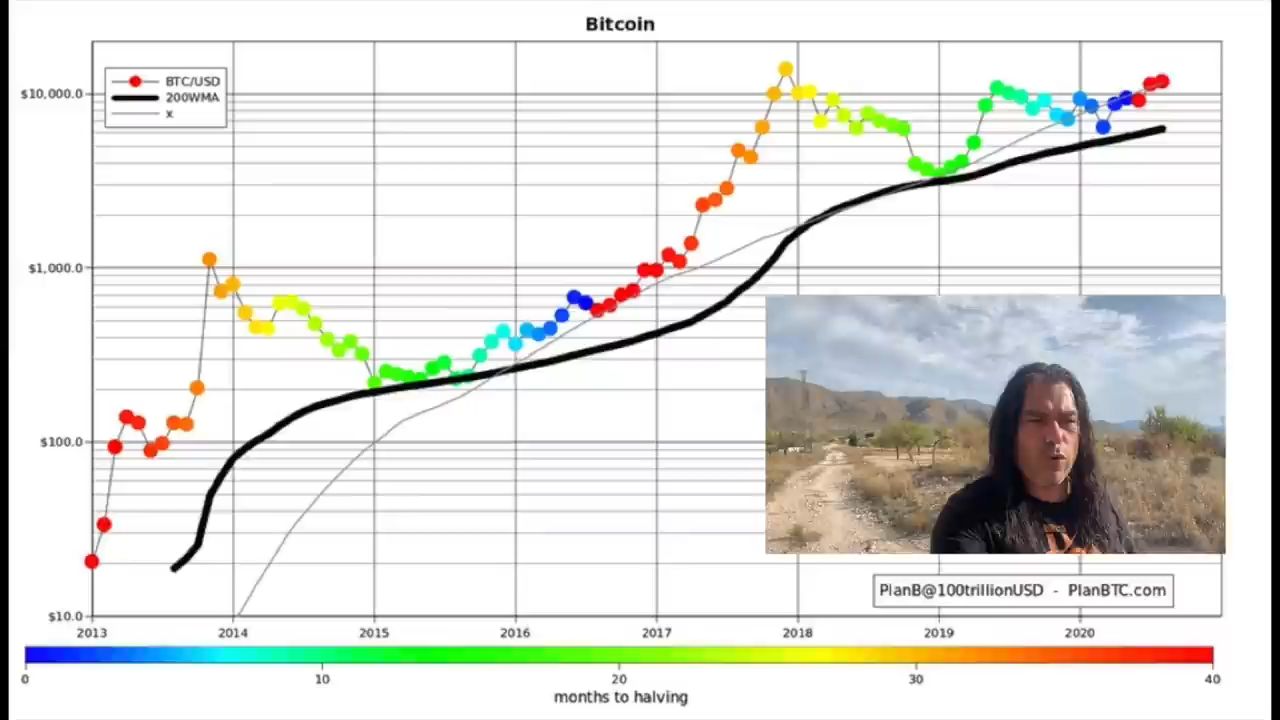 Bitcoin
BTC/USD
200WMA
x
$10,000.0
$1,000.0
$100.0
$10.0
2013 2014 2015 2016 2017 2018 2019 2020
PlanB@100trillionUSD - PlanBTC.com
0 10 20 30 40
months to halving